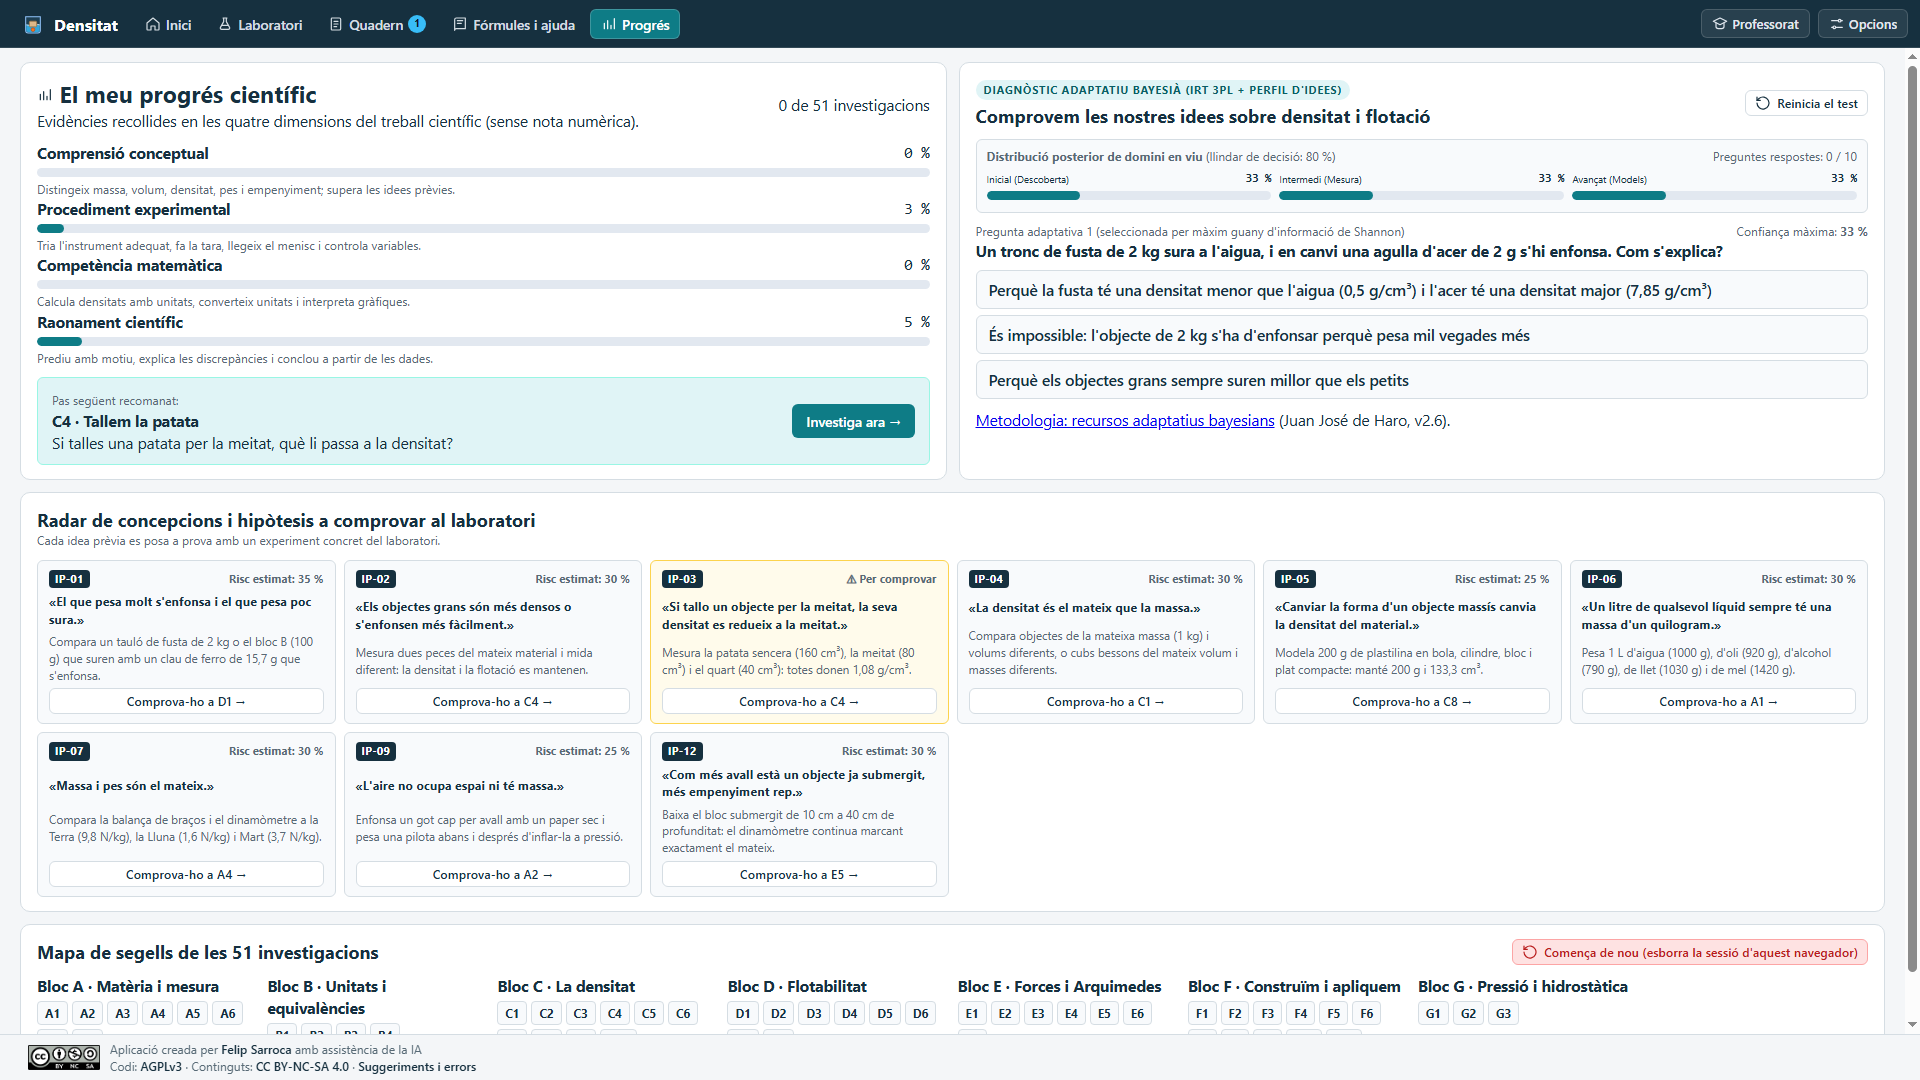 Densitat
Inici
Laboratori
Quadern 1
Fórmules i ajuda
Progrés
Professorat
Opcions
El meu progrés científic
0 de 51 investigacions
Evidències recollides en les quatre dimensions del treball científic (sense nota numèrica).
Comprensió conceptual 0 %
Distingeix massa, volum, densitat, pes i empenyiment; supera les idees prèvies.
Procediment experimental 3 %
Tria l'instrument adequat, fa la tara, llegeix el menisc i controla variables.
Competència matemàtica 0 %
Calcula densitats amb unitats, converteix unitats i interpreta gràfiques.
Raonament científic 5 %
Prediu amb motiu, explica les discrepàncies i conclou a partir de les dades.
Pas següent recomanat:
C4 · Tallem la patata
Si talles una patata per la meitat, què li passa a la densitat?
Investiga ara →
DIAGNÒSTIC ADAPTATIU BAYESIÀ (IRT 3PL + PERFIL D'IDEES)
Comprovem les nostres idees sobre densitat i flotació
Reinicia el test
Distribució posterior de domini en viu (llindar de decisió: 80 %)
Preguntes respostes: 0 / 10
Inicial (Descoberta) 33 %
Intermedi (Mesura) 33 %
Avançat (Models) 33 %
Pregunta adaptativa 1 (seleccionada per màxim guany d'informació de Shannon)
Confiança màxima: 33 %
Un tronc de fusta de 2 kg sura a l'aigua, i en canvi una agulla d'acer de 2 g s'hi enfonsa. Com s'explica?
Perquè la fusta té una densitat menor que l'aigua (0,5 g/cm³) i l'acer té una densitat major (7,85 g/cm³)
És impossible: l'objecte de 2 kg s'ha d'enfonsar perquè pesa mil vegades més
Perquè els objectes grans sempre suren millor que els petits
Metodologia: recursos adaptatius bayesians (Juan José de Haro, v2.6).
Radar de concepcions i hipòtesis a comprovar al laboratori
Cada idea prèvia es posa a prova amb un experiment concret del laboratori.
IP-01
Risc estimat: 35 %
«El que pesa molt s'enfonsa i el que pesa poc
sura.»
Compara un tauló de fusta de 2 kg o el bloc B (100
g) que suren amb un clau de ferro de 15,7 g que
s'enfonsa.
Comprova-ho a D1 →
IP-02
Risc estimat: 30 %
«Els objectes grans són més densos o
s'enfonsen més fàcilment.»
Mesura dues peces del mateix material i mida
diferent: la densitat i la flotació es mantenen.
Comprova-ho a C4 →
IP-03
⚠ Per comprovar
«Si tallo un objecte per la meitat, la seva
densitat es redueix a la meitat.»
Mesura la patata sencera (160 cm³), la meitat (80
cm³) i el quart (40 cm³): totes donen 1,08 g/cm³.
Comprova-ho a C4 →
IP-04
Risc estimat: 30 %
«La densitat és el mateix que la massa.»
Compara objectes de la mateixa massa (1 kg) i
volums diferents, o cubs bessons del mateix volum i
masses diferents.
Comprova-ho a C1 →
IP-05
Risc estimat: 25 %
«Canviar la forma d'un objecte massís canvia
la densitat del material.»
Modela 200 g de plastilina en bola, cilindre, bloc i
plat compacte: manté 200 g i 133,3 cm³.
Comprova-ho a C8 →
IP-06
Risc estimat: 30 %
«Un litre de qualsevol líquid sempre té una
massa d'un quilogram.»
Pesa 1 L d'aigua (1000 g), d'oli (920 g), d'alcohol
(790 g), de llet (1030 g) i de mel (1420 g).
Comprova-ho a A1 →
IP-07
Risc estimat: 30 %
«Massa i pes són el mateix.»
Compara la balança de braços i el dinamòmetre a la
Terra (9,8 N/kg), la Lluna (1,6 N/kg) i Mart (3,7 N/kg).
Comprova-ho a A4 →
IP-09
Risc estimat: 25 %
«L'aire no ocupa espai ni té massa.»
Enfonsa un got cap per avall amb un paper sec i
pesa una pilota abans i després d'inflar-la a pressió.
Comprova-ho a A2 →
IP-12
Risc estimat: 30 %
«Com més avall està un objecte ja submergit,
més empenyiment rep.»
Baixa el bloc submergit de 10 cm a 40 cm de
profunditat: el dinamòmetre continua marcant
exactament el mateix.
Comprova-ho a E5 →
Mapa de segells de les 51 investigacions
Comença de nou (esborra la sessió d'aquest navegador)
Bloc A · Matèria i mesura
A1 A2 A3 A4 A5 A6
Bloc B · Unitats i
equivalències
B1 B2 B3 B4
Bloc C · La densitat
C1 C2 C3 C4 C5 C6
Bloc D · Flotabilitat
D1 D2 D3 D4 D5 D6
Bloc E · Forces i Arquimedes
E1 E2 E3 E4 E5 E6
Bloc F · Construïm i apliquem
F1 F2 F3 F4 F5 F6
Bloc G · Pressió i hidrostàtica
G1 G2 G3
CC BY NC SA
Aplicació creada per Felip Sarroca amb assistència de la IA
Codi: AGPLv3 · Continguts: CC BY-NC-SA 4.0 · Suggeriments i errors